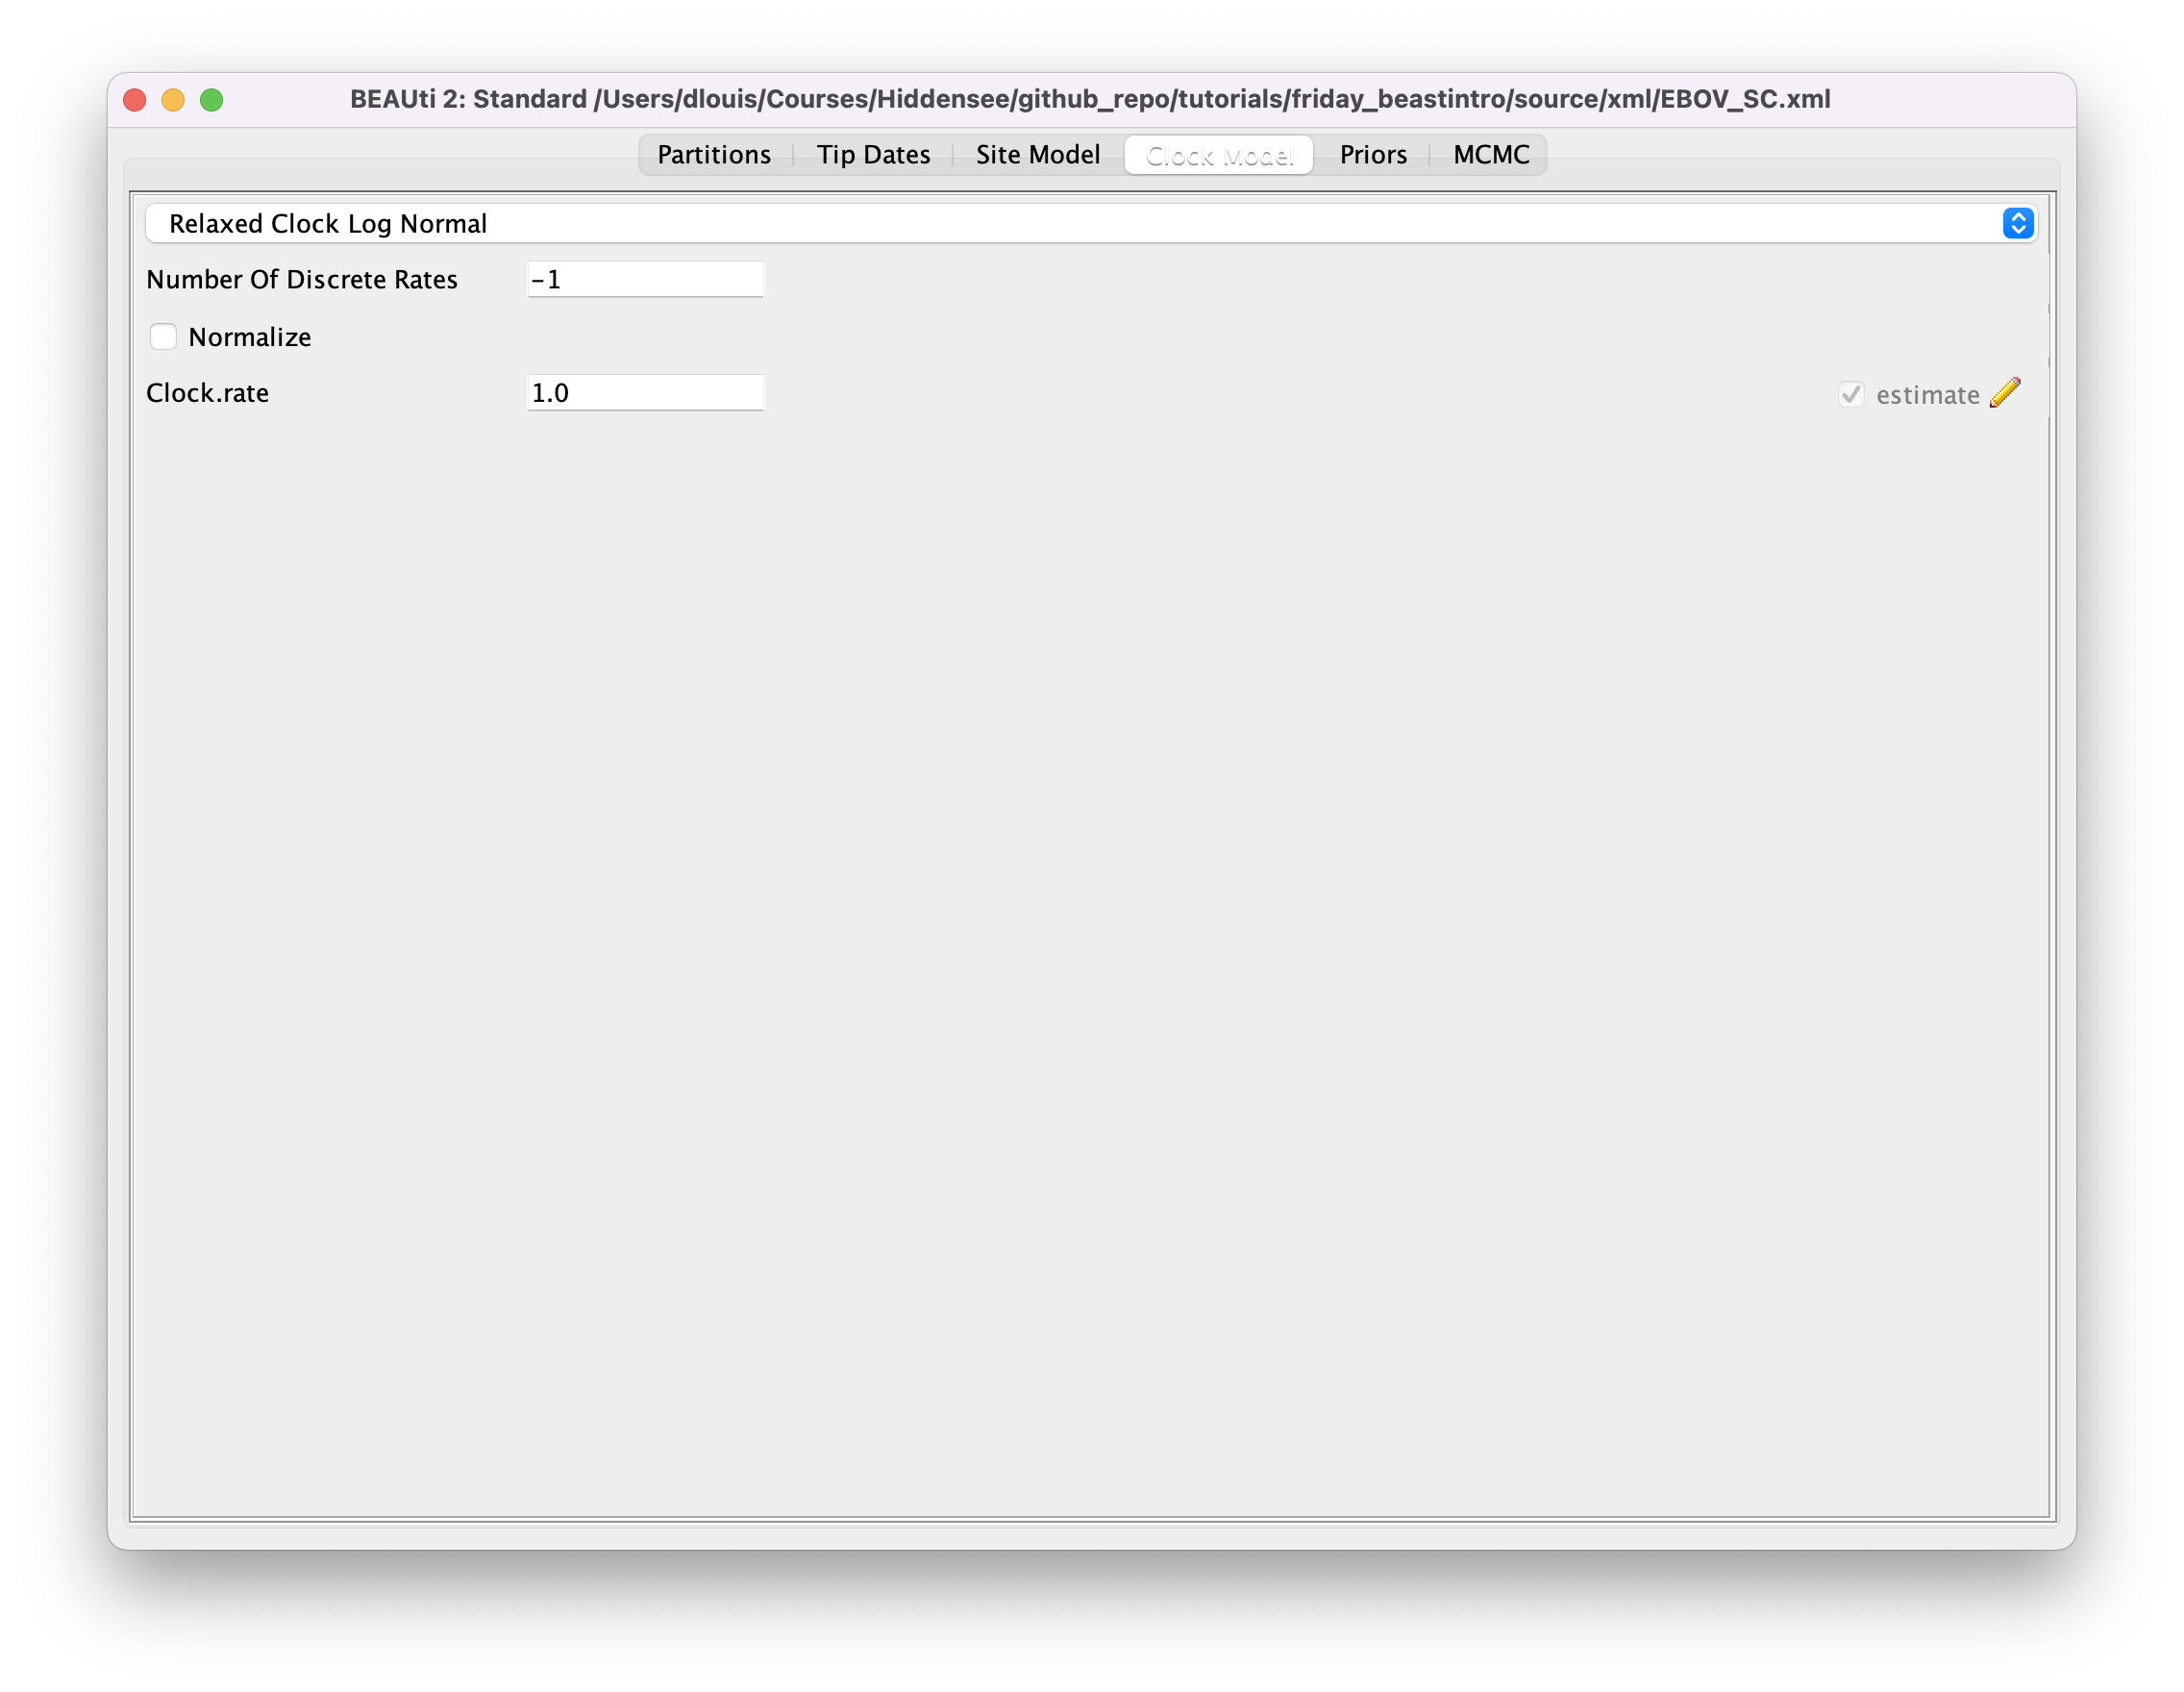 BEAUti 2: Standard /Users/dlouis/Courses/Hiddensee/github_repo/tutorials/friday_beastintro/source/xml/EBOV_SC.xml
Partitions Tip Dates Site Model Clock Model Priors MCMC
Relaxed Clock Log Normal
Number Of Discrete Rates -1
Normalize
Clock.rate 1.0 estimate